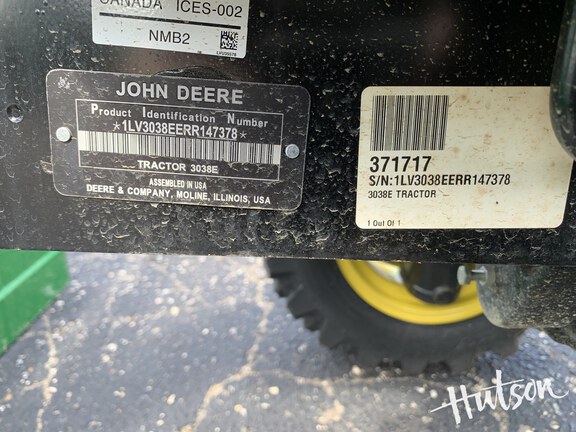 CANADA ICES-002
NMB2
JOHN DEERE
Product Identification Number
*1LV3038EERR147378*
TRACTOR 3038E
ASSEMBLED IN USA
DEERE & COMPANY, MOLINE, ILLINOIS, USA
371717
S/N:1LV3038EERR147378
3038E TRACTOR -
1 Out Of 1
Hutson